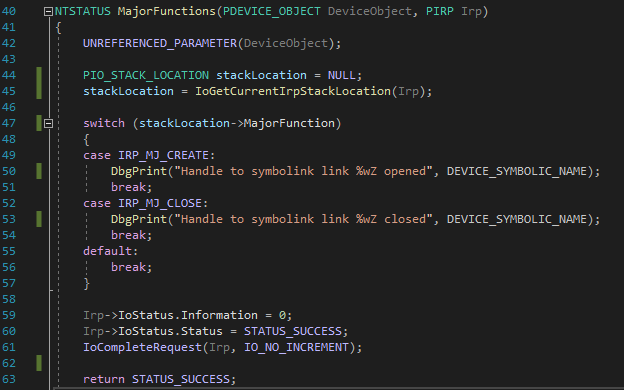 40 NTSTATUS MajorFunctions(PDEVICE_OBJECT DeviceObject, PIRP Irp)
41 {
42     UNREFERENCED_PARAMETER(DeviceObject);
43
44     PIO_STACK_LOCATION stackLocation = NULL;
45     stackLocation = IoGetCurrentIrpStackLocation(Irp);
46
47     switch (stackLocation->MajorFunction)
48     {
49     case IRP_MJ_CREATE:
50         DbgPrint("Handle to symbolink link %wZ opened", DEVICE_SYMBOLIC_NAME);
51         break;
52     case IRP_MJ_CLOSE:
53         DbgPrint("Handle to symbolink link %wZ closed", DEVICE_SYMBOLIC_NAME);
54         break;
55     default:
56         break;
57     }
58
59     Irp->IoStatus.Information = 0;
60     Irp->IoStatus.Status = STATUS_SUCCESS;
61     IoCompleteRequest(Irp, IO_NO_INCREMENT);
62
63     return STATUS_SUCCESS;